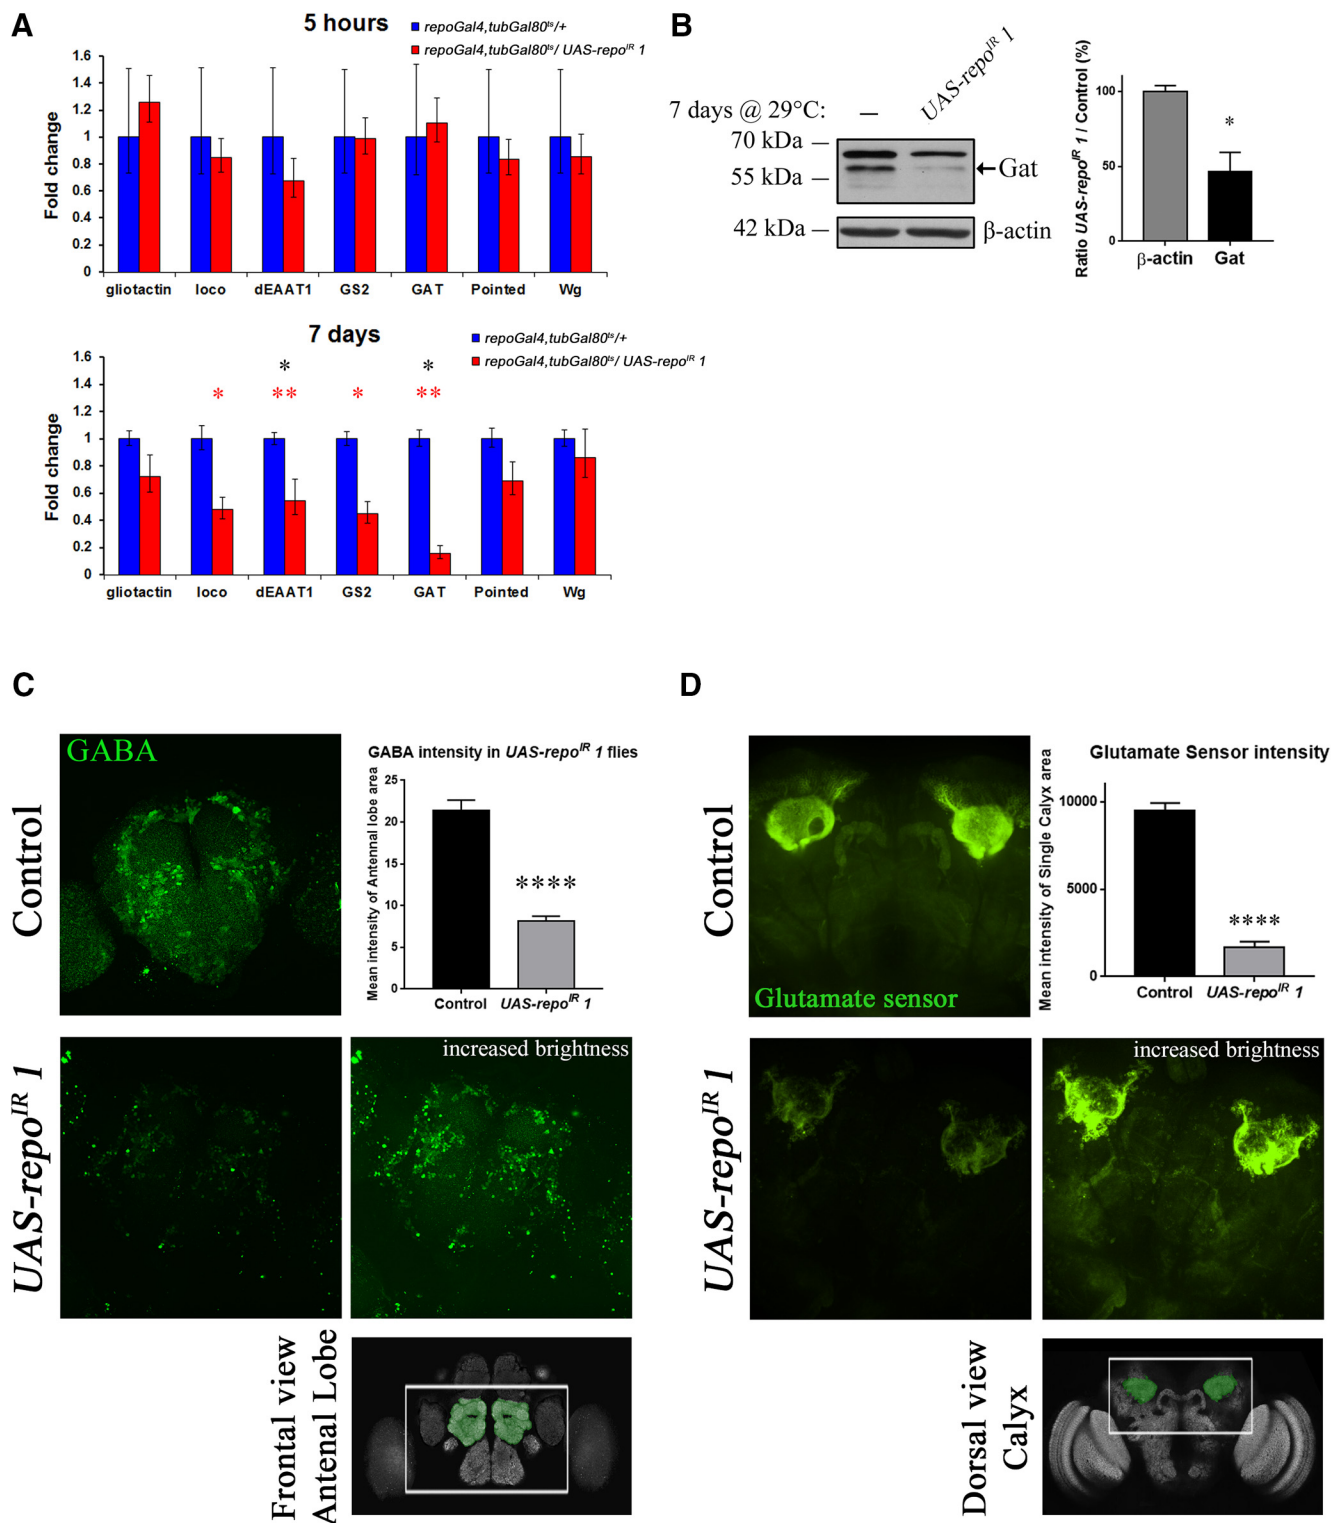 A
5 hours
repoGal4,tubGal80ts/+
repoGal4,tubGal80ts/ UAS-repoIR 1
Fold change
1.6
1.4
1.2
1
0.8
0.6
0.4
0.2
0
gliotactin loco dEAAT1 GS2 GAT Pointed Wg
7 days
repoGal4,tubGal80ts/+
repoGal4,tubGal80ts/ UAS-repoIR 1
Fold change
1.6
1.4
1.2
1
0.8
0.6
0.4
0.2
0
* *
* ** * **
gliotactin loco dEAAT1 GS2 GAT Pointed Wg
B
7 days @ 29°C: — UAS-repoIR 1
70 kDa
55 kDa
Gat
42 kDa
β-actin
Ratio UAS-repoIR 1 / Control (%)
100
50
0
*
β-actin Gat
C
Control
GABA
GABA intensity in UAS-repoIR 1 flies
Mean intensity of Antennal lobe area
25
20
15
10
5
0
****
Control UAS-repoIR 1
UAS-repoIR 1
increased brightness
Frontal view
Antenal Lobe
D
Control
Glutamate sensor
Glutamate Sensor intensity
Mean intensity of Single Calyx area
10000
5000
0
****
Control UAS-repoIR 1
UAS-repoIR 1
increased brightness
Dorsal view
Calyx